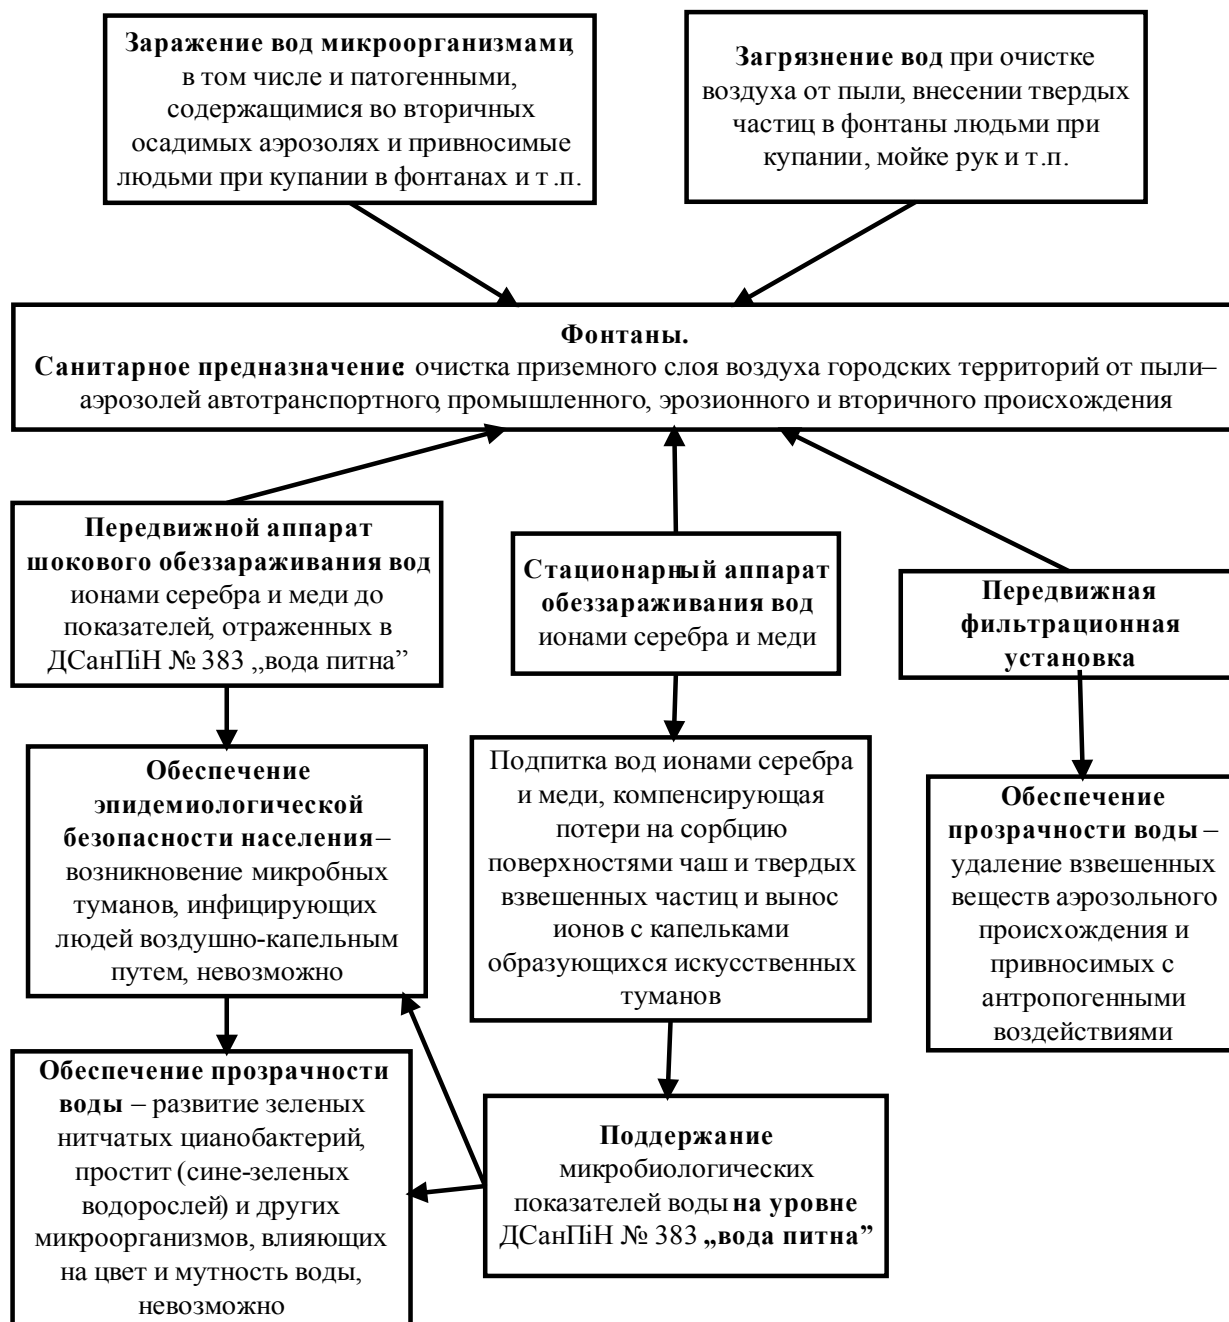 Заражение вод микроорганизмами,
в том числе и патогенными,
содержащимися во вторичных
осадимых аэрозолях и привносимые
людьми при купании в фонтанах и т.п.
Загрязнение вод при очистке
воздуха от пыли, внесении твердых
частиц в фонтаны людьми при
купании, мойке рук и т.п.
Фонтаны.
Санитарное предназначение: очистка приземного слоя воздуха городских территорий от пыли–
аэрозолей автотранспортного, промышленного, эрозионного и вторичного происхождения
Передвижной аппарат
шокового обеззараживания вод
ионами серебра и меди до
показателей, отраженных в
ДСанПіН № 383 „вода питна”
Стационарный аппарат
обеззараживания вод
ионами серебра и меди
Передвижная
фильтрационная
установка
Обеспечение
эпидемиологической
безопасности населения –
возникновение микробных
туманов, инфицирующих
людей воздушно-капельным
путем, невозможно
Подпитка вод ионами серебра
и меди, компенсирующая
потери на сорбцию
поверхностями чаш и твердых
взвешенных частиц и вынос
ионов с капельками
образующихся искусственных
туманов
Обеспечение
прозрачности воды –
удаление взвешенных
веществ аэрозольного
происхождения и
привносимых с
антропогенными
воздействиями
Обеспечение прозрачности
воды – развитие зеленых
нитчатых цианобактерий,
простит (сине-зеленых
водорослей) и других
микроорганизмов, влияющих
на цвет и мутность воды,
невозможно
Поддержание
микробиологических
показателей воды на уровне
ДСанПіН № 383 „вода питна”